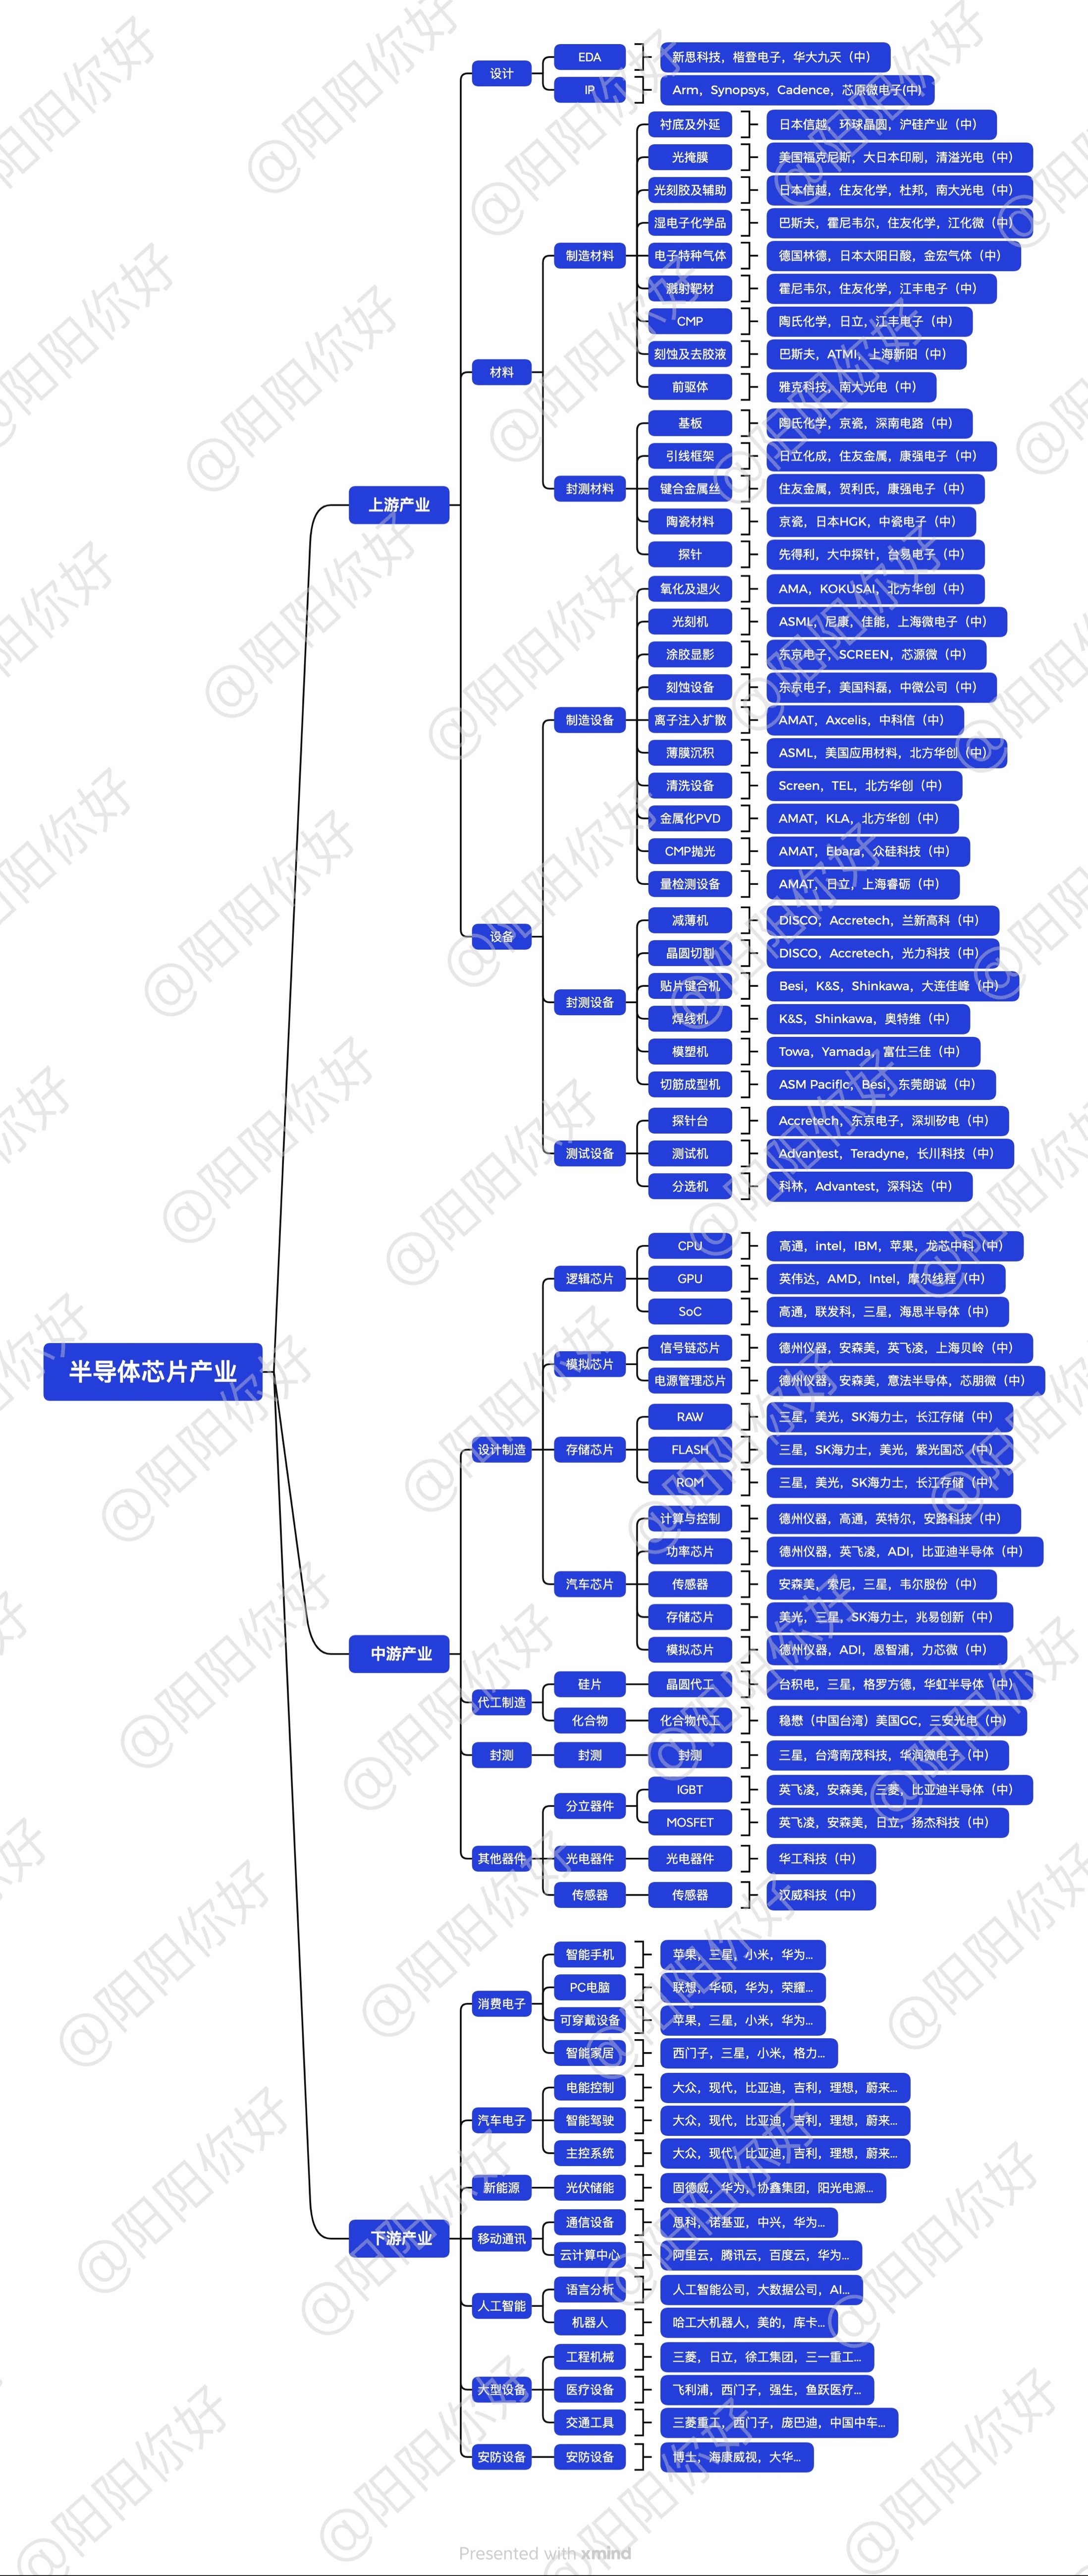 半导体芯片产业
上游产业
设计
EDA
新思科技，楷登电子，华大九天（中）
IP
Arm，Synopsys，Cadence，芯原微电子(中)
材料
制造材料
衬底及外延
日本信越，环球晶圆，沪硅产业（中）
光掩膜
美国福克尼斯，大日本印刷，清溢光电（中）
光刻胶及辅助
日本信越，住友化学，杜邦，南大光电（中）
湿电子化学品
巴斯夫，霍尼韦尔，住友化学，江化微（中）
电子特种气体
德国林德，日本太阳日酸，金宏气体（中）
溅射靶材
霍尼韦尔，住友化学，江丰电子（中）
CMP
陶氏化学，日立，江丰电子（中）
刻蚀及去胶液
巴斯夫，ATMI，上海新阳（中）
前驱体
雅克科技，南大光电（中）
封测材料
基板
陶氏化学，京瓷，深南电路（中）
引线框架
日立化成，住友金属，康强电子（中）
键合金属丝
住友金属，贺利氏，康强电子（中）
陶瓷材料
京瓷，日本HGK，中瓷电子（中）
探针
先得利，大中探针，台易电子（中）
设备
制造设备
氧化及退火
AMA，KOKUSAI，北方华创（中）
光刻机
ASML，尼康，佳能，上海微电子（中）
涂胶显影
东京电子，SCREEN，芯源微（中）
刻蚀设备
东京电子，美国科磊，中微公司（中）
离子注入扩散
AMAT，Axcelis，中科信（中）
薄膜沉积
ASML，美国应用材料，北方华创（中）
清洗设备
Screen，TEL，北方华创（中）
金属化PVD
AMAT，KLA，北方华创（中）
CMP抛光
AMAT，Ebara，众硅科技（中）
量检测设备
AMAT，日立，上海睿砺（中）
封测设备
减薄机
DISCO，Accretech，兰新高科（中）
晶圆切割
DISCO，Accretech，光力科技（中）
贴片键合机
Besi，K&S，Shinkawa，大连佳峰（中）
焊线机
K&S，Shinkawa，奥特维（中）
模塑机
Towa，Yamada，富仕三佳（中）
切筋成型机
ASM Pacific，Besi，东莞朗诚（中）
测试设备
探针台
Accretech，东京电子，深圳矽电（中）
测试机
Advantest，Teradyne，长川科技（中）
分选机
科林，Advantest，深科达（中）
中游产业
设计制造
逻辑芯片
CPU
高通，intel，IBM，苹果，龙芯中科（中）
GPU
英伟达，AMD，Intel，摩尔线程（中）
SoC
高通，联发科，三星，海思半导体（中）
模拟芯片
信号链芯片
德州仪器，安森美，英飞凌，上海贝岭（中）
电源管理芯片
德州仪器，安森美，意法半导体，芯朋微（中）
存储芯片
RAW
三星，美光，SK海力士，长江存储（中）
FLASH
三星，SK海力士，美光，紫光国芯（中）
ROM
三星，美光，SK海力士，长江存储（中）
汽车芯片
计算与控制
德州仪器，高通，英特尔，安路科技（中）
功率芯片
德州仪器，英飞凌，ADI，比亚迪半导体（中）
传感器
安森美，索尼，三星，韦尔股份（中）
存储芯片
美光，三星，SK海力士，兆易创新（中）
模拟芯片
德州仪器，ADI，恩智浦，力芯微（中）
代工制造
硅片
晶圆代工
台积电，三星，格罗方德，华虹半导体（中）
化合物
化合物代工
稳懋（中国台湾）美国GC，三安光电（中）
封测
封测
封测
三星，台湾南茂科技，华润微电子（中）
其他器件
分立器件
IGBT
英飞凌，安森美，三菱，比亚迪半导体（中）
MOSFET
英飞凌，安森美，日立，扬杰科技（中）
光电器件
光电器件
华工科技（中）
传感器
传感器
汉威科技（中）
下游产业
消费电子
智能手机
苹果，三星，小米，华为...
PC电脑
联想，华硕，华为，荣耀...
可穿戴设备
苹果，三星，小米，华为...
智能家居
西门子，三星，小米，格力...
汽车电子
电能控制
大众，现代，比亚迪，吉利，理想，蔚来...
智能驾驶
大众，现代，比亚迪，吉利，理想，蔚来...
主控系统
大众，现代，比亚迪，吉利，理想，蔚来...
新能源
光伏储能
固德威，华为，协鑫集团，阳光电源...
移动通讯
通信设备
思科，诺基亚，中兴，华为...
云计算中心
阿里云，腾讯云，百度云，华为...
人工智能
语言分析
人工智能公司，大数据公司，AI...
机器人
哈工大机器人，美的，库卡...
大型设备
工程机械
三菱，日立，徐工集团，三一重工...
医疗设备
飞利浦，西门子，强生，鱼跃医疗...
交通工具
三菱重工，西门子，庞巴迪，中国中车...
安防设备
安防设备
博士，海康威视，大华...
Presented with xmind
@阳阳你好